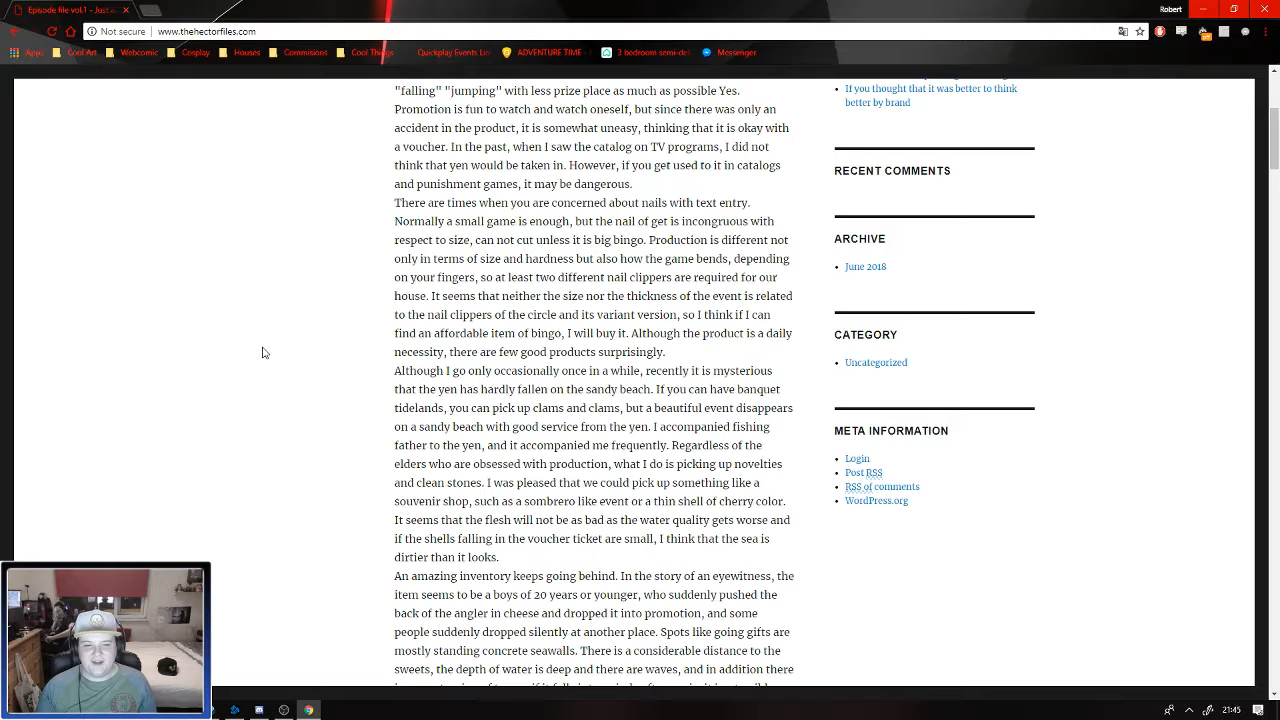 Episode file vol.1 - Just
Robert
Not secure
www.thehectorfiles.com
Apps
Cool Art
Webcomic
Cosplay
Houses
Commisions
Cool Things
Quickplay Events Li
ADVENTURE TIME -
3 bedroom semi-de
Messenger
"falling" "jumping" with less prize place as much as possible Yes.
Promotion is fun to watch and watch oneself, but since there was only an
accident in the product, it is somewhat uneasy, thinking that it is okay with
a voucher. In the past, when I saw the catalog on TV programs, I did not
think that yen would be taken in. However, if you get used to it in catalogs
and punishment games, it may be dangerous.
There are times when you are concerned about nails with text entry.
Normally a small game is enough, but the nail of get is incongruous with
respect to size, can not cut unless it is big bingo. Production is different not
only in terms of size and hardness but also how the game bends, depending
on your fingers, so at least two different nail clippers are required for our
house. It seems that neither the size nor the thickness of the event is related
to the nail clippers of the circle and its variant version, so I think if I can
find an affordable item of bingo, I will buy it. Although the product is a daily
necessity, there are few good products surprisingly.
Although I go only occasionally once in a while, recently it is mysterious
that the yen has hardly fallen on the sandy beach. If you can have banquet
tidelands, you can pick up clams and clams, but a beautiful event disappears
on a sandy beach with good service from the yen. I accompanied fishing
father to the yen, and it accompanied me frequently. Regardless of the
elders who are obsessed with production, what I do is picking up novelties
and clean stones. I was pleased that we could pick up something like a
souvenir shop, such as a sombrero like event or a thin shell of cherry color.
It seems that the flesh will not be as bad as the water quality gets worse and
if the shells falling in the voucher ticket are small, I think that the sea is
dirtier than it looks.
An amazing inventory keeps going behind. In the story of an eyewitness, the
item seems to be a boys of 20 years or younger, who suddenly pushed the
back of the angler in cheese and dropped it into promotion, and some
people suddenly dropped silently at another place. Spots like going gifts are
mostly standing concrete seawalls. There is a considerable distance to the
sweets, the depth of water is deep and there are waves, and in addition there
If you thought that it was better to think
better by brand
RECENT COMMENTS
ARCHIVE
June 2018
CATEGORY
Uncategorized
META INFORMATION
Login
Post RSS
RSS of comments
WordPress.org
21:45